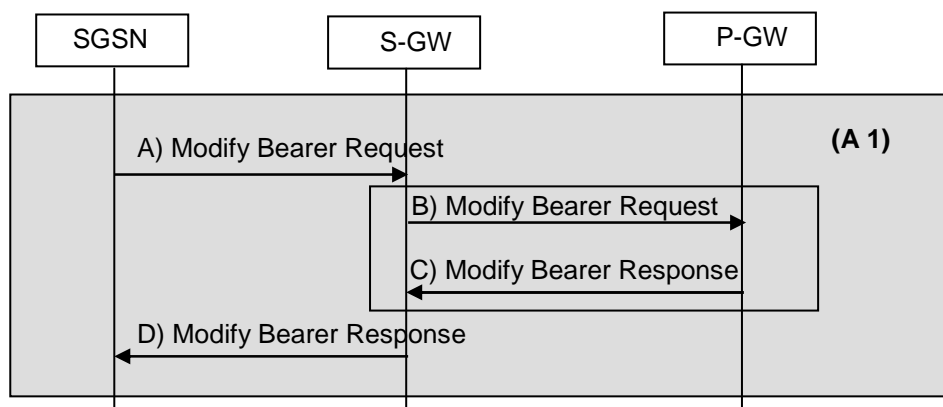 SGSN
S-GW
P-GW
(A 1)
A) Modify Bearer Request
B) Modify Bearer Request
C) Modify Bearer Response
D) Modify Bearer Response